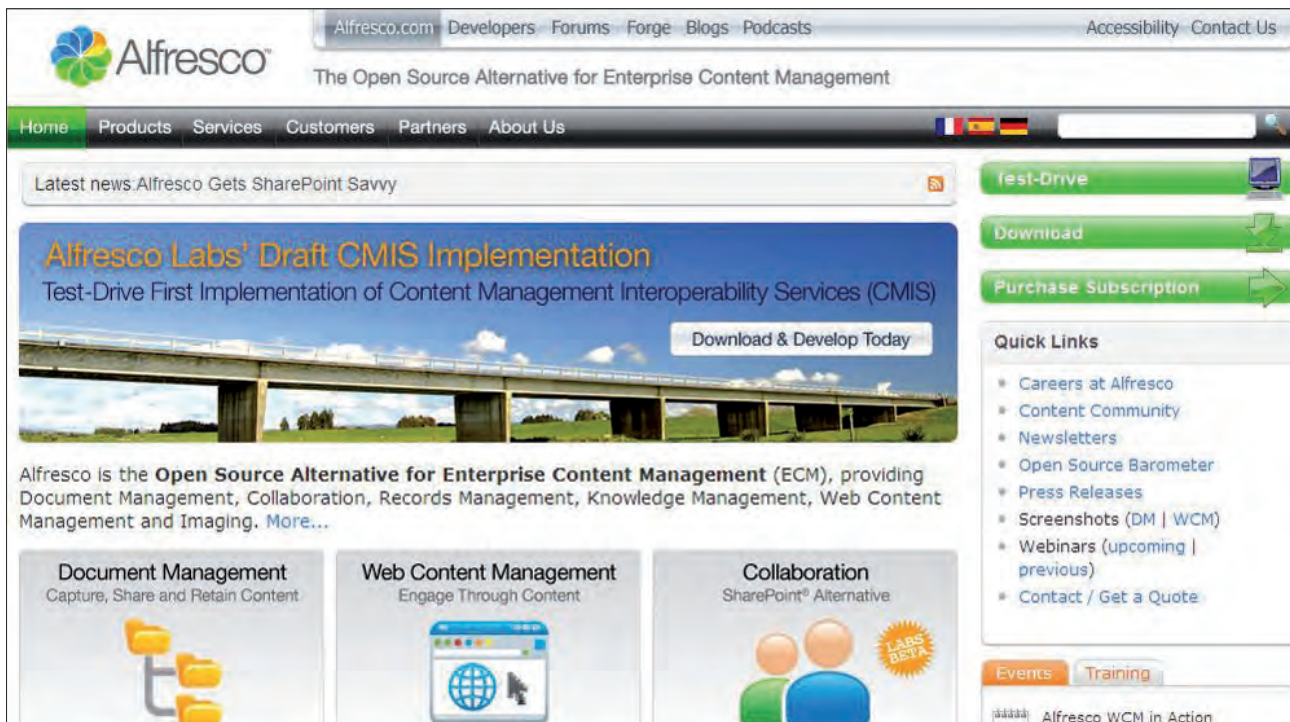 Alfresco.com Developers Forums Forge Blogs Podcasts
Accessibility Contact Us
Alfresco™
The Open Source Alternative for Enterprise Content Management
Home Products Services Customers Partners About Us
Latest news: Alfresco Gets SharePoint Savvy
Alfresco Labs' Draft CMIS Implementation
Test-Drive First Implementation of Content Management Interoperability Services (CMIS)
Download & Develop Today
Alfresco is the Open Source Alternative for Enterprise Content Management (ECM), providing
Document Management, Collaboration, Records Management, Knowledge Management, Web Content
Management and Imaging. More...
Document Management
Capture, Share and Retain Content
Web Content Management
Engage Through Content
Collaboration
SharePoint® Alternative
LABS
BETA
Test-Drive
Download
Purchase Subscription
Quick Links
Careers at Alfresco
Content Community
Newsletters
Open Source Barometer
Press Releases
Screenshots (DM | WCM)
Webinars (upcoming |
previous)
Contact / Get a Quote
Events Training
Alfresco WCM in Action